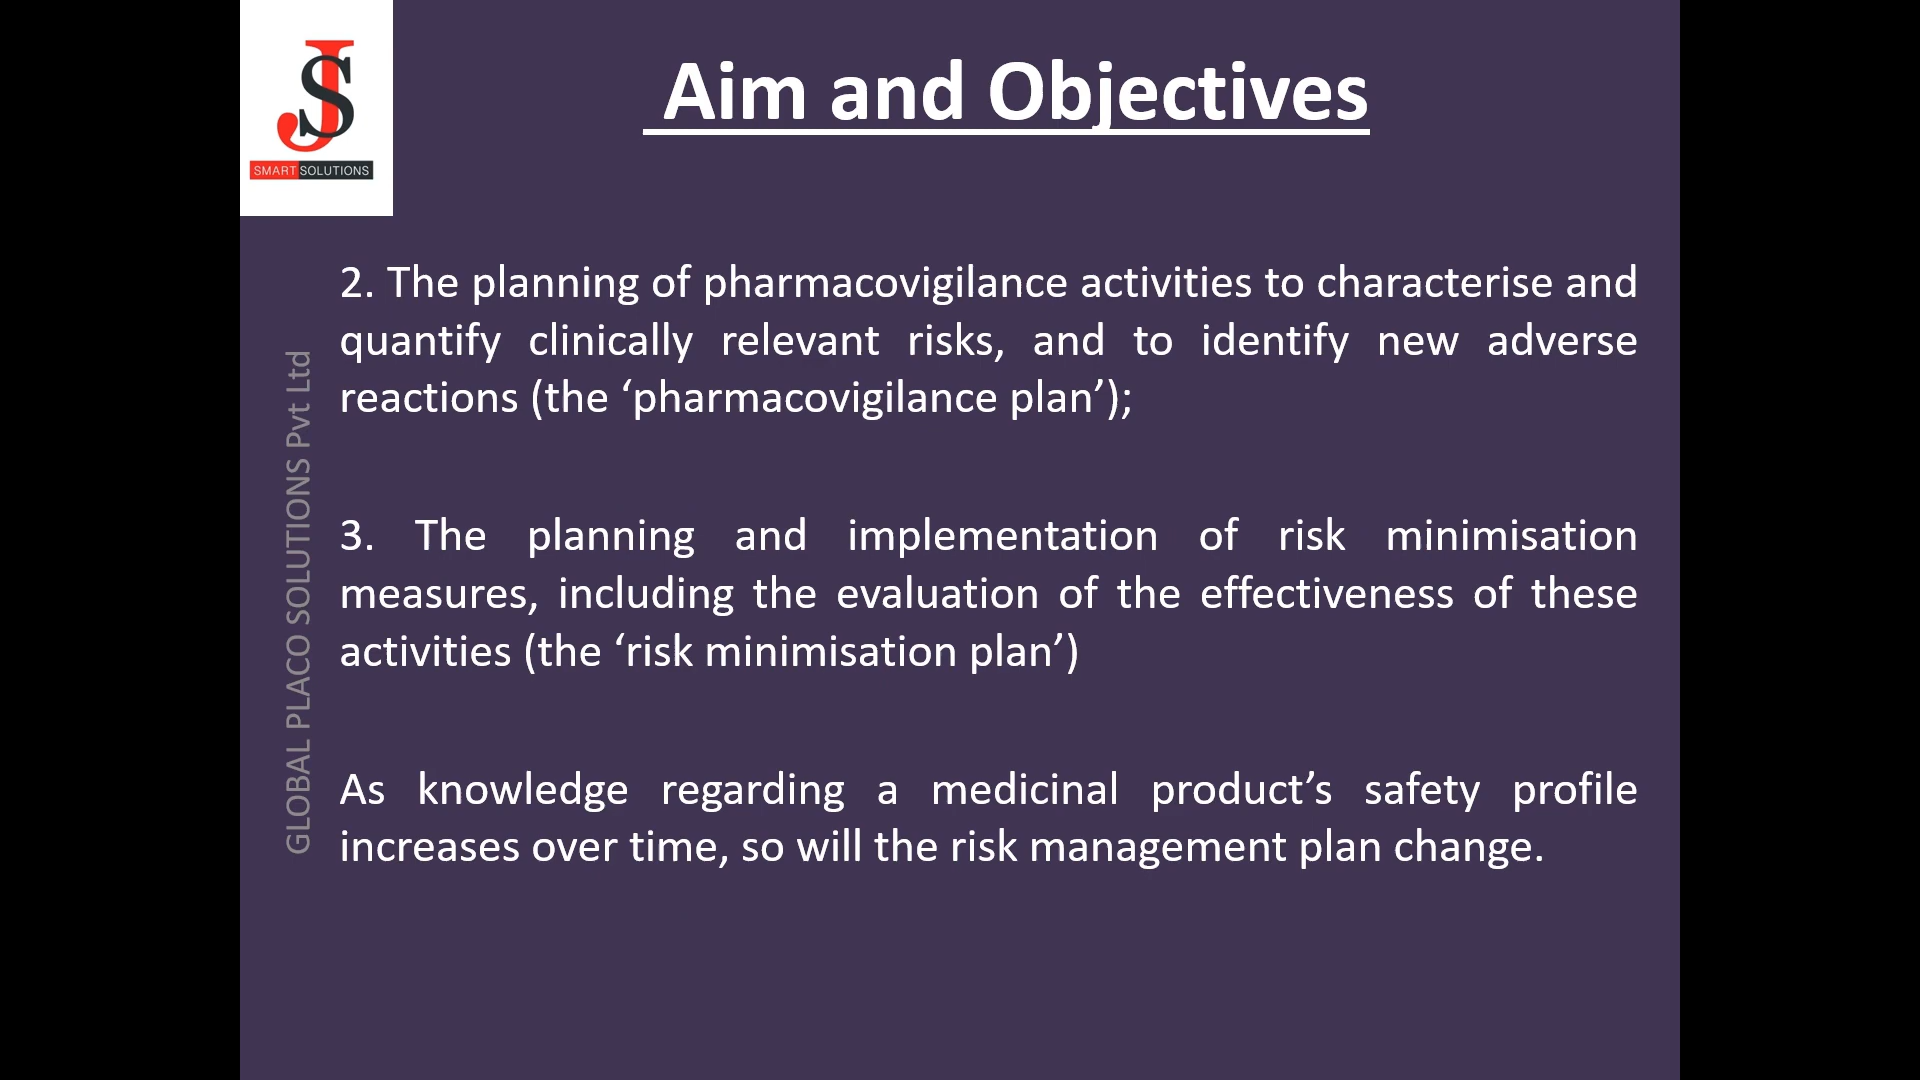 JS
SMART SOLUTIONS
Aim and Objectives
GLOBAL PLACO SOLUTIONS Pvt Ltd
2. The planning of pharmacovigilance activities to characterise and
quantify clinically relevant risks, and to identify new adverse
reactions (the ‘pharmacovigilance plan’);
3. The planning and implementation of risk minimisation
measures, including the evaluation of the effectiveness of these
activities (the ‘risk minimisation plan’)
As knowledge regarding a medicinal product’s safety profile
increases over time, so will the risk management plan change.